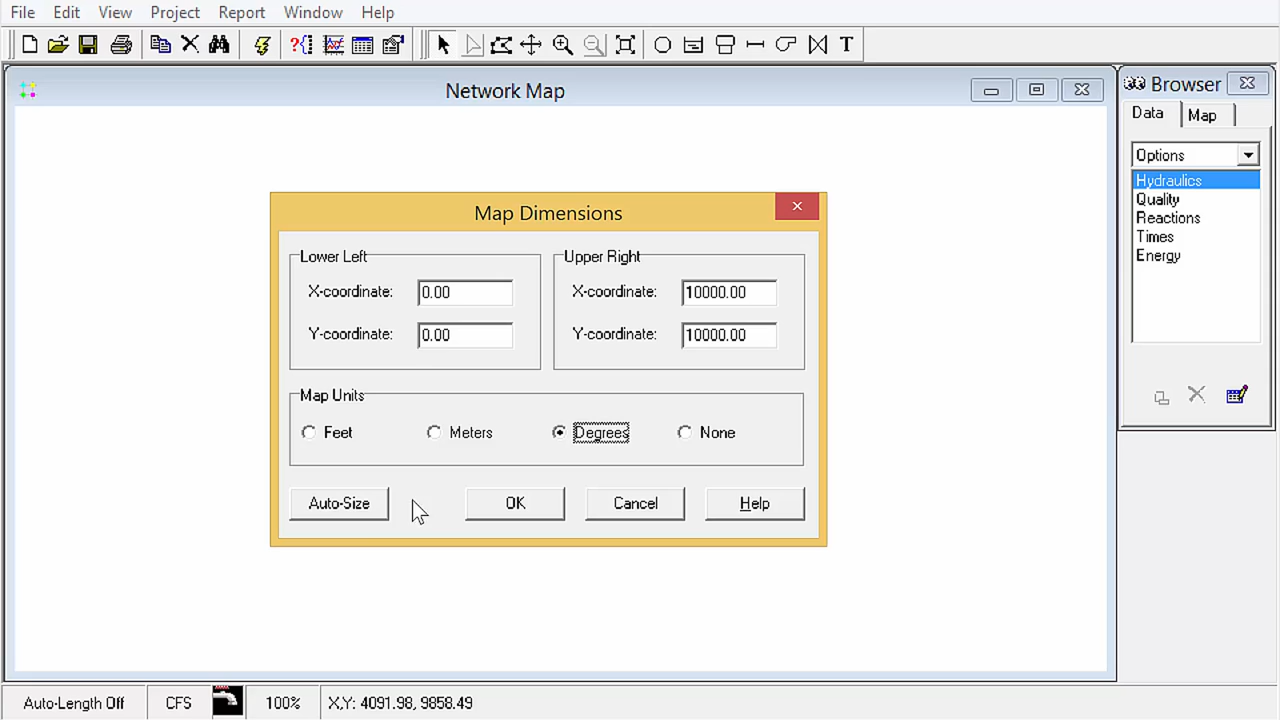 File Edit View Project Report Window Help
T
Network Map
Browser
Data Map
Options
Hydraulics
Quality
Reactions
Times
Energy
Map Dimensions
Lower Left
X-coordinate: 0.00
Y-coordinate: 0.00
Upper Right
X-coordinate: 10000.00
Y-coordinate: 10000.00
Map Units
Feet Meters Degrees None
Auto-Size OK Cancel Help
Auto-Length Off CFS 100% X,Y: 4091.98, 9858.49